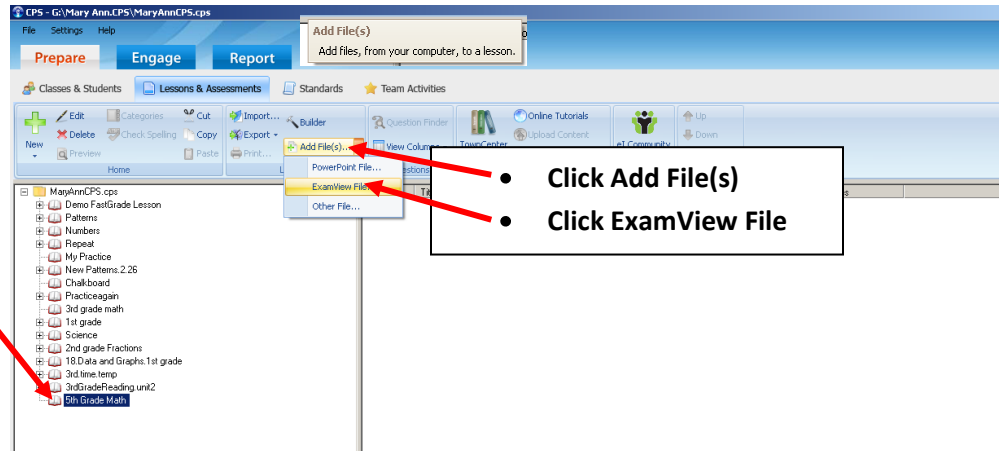 CPS - G:\Mary Ann.CPS\MaryAnnCPS.cps
File Settings Help
Add File(s)
Add files, from your computer, to a lesson.
Prepare Engage Report
Classes & Students Lessons & Assessments Standards Team Activities
New
Edit Categories Cut
Delete Check Spelling Copy
Preview Paste
Home
Import...
Export
Print...
Builder
Add File(s)...
PowerPoint File...
ExamView File...
Other File...
Question Finder
View Columns
TownCenter
Online Tutorials
Upload Content
eI Community
Up
Down
• Click Add File(s)
• Click ExamView File
MaryAnnCPS.cps
Demo FastGrade Lesson
Patterns
Numbers
Repeat
My Practice
New Patterns.2.26
Chalkboard
Practiceagain
3rd grade math
1st grade
Science
2nd grade Fractions
18.Data and Graphs.1st grade
3rd.time.temp
3rdGradeReading.unit2
5th Grade Math